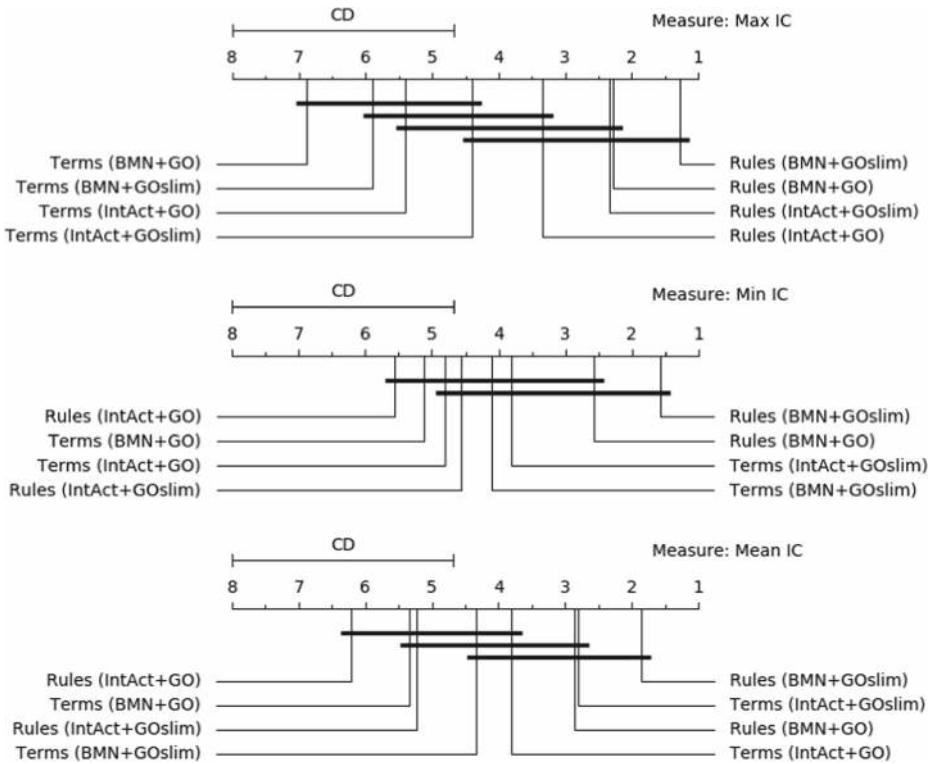 CD Measure: Max IC
8 7 6 5 4 3 2 1
Terms (BMN+GO) Rules (BMN+GOslim)
Terms (BMN+GOslim) Rules (BMN+GO)
Terms (IntAct+GO) Rules (IntAct+GOslim)
Terms (IntAct+GOslim) Rules (IntAct+GO)
CD Measure: Min IC
8 7 6 5 4 3 2 1
Rules (IntAct+GO) Rules (BMN+GOslim)
Terms (BMN+GO) Rules (BMN+GO)
Terms (IntAct+GO) Terms (IntAct+GOslim)
Rules (IntAct+GOslim) Terms (BMN+GOslim)
CD Measure: Mean IC
8 7 6 5 4 3 2 1
Rules (IntAct+GO) Rules (BMN+GOslim)
Terms (BMN+GO) Terms (IntAct+GOslim)
Rules (IntAct+GOslim) Rules (BMN+GO)
Terms (BMN+GOslim) Terms (IntAct+GO)